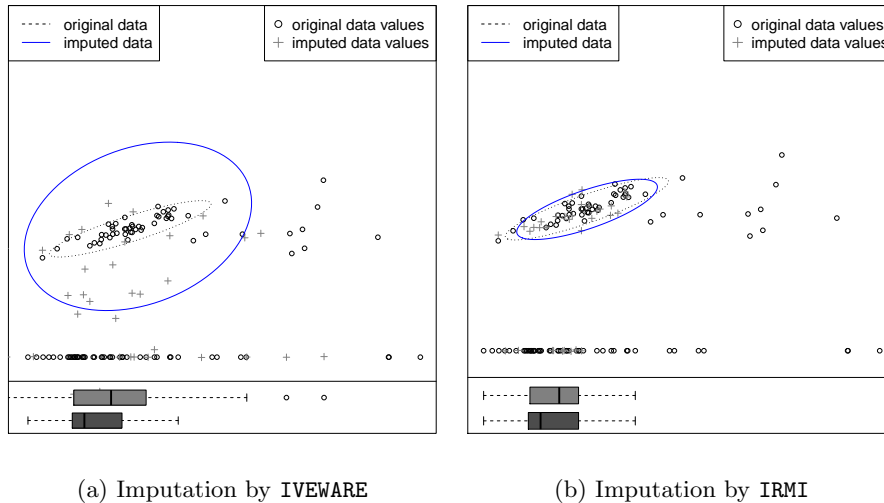 original data
imputed data
original data values
imputed data values
original data
imputed data
original data values
imputed data values
(a) Imputation by IVEWARE
(b) Imputation by IRMI